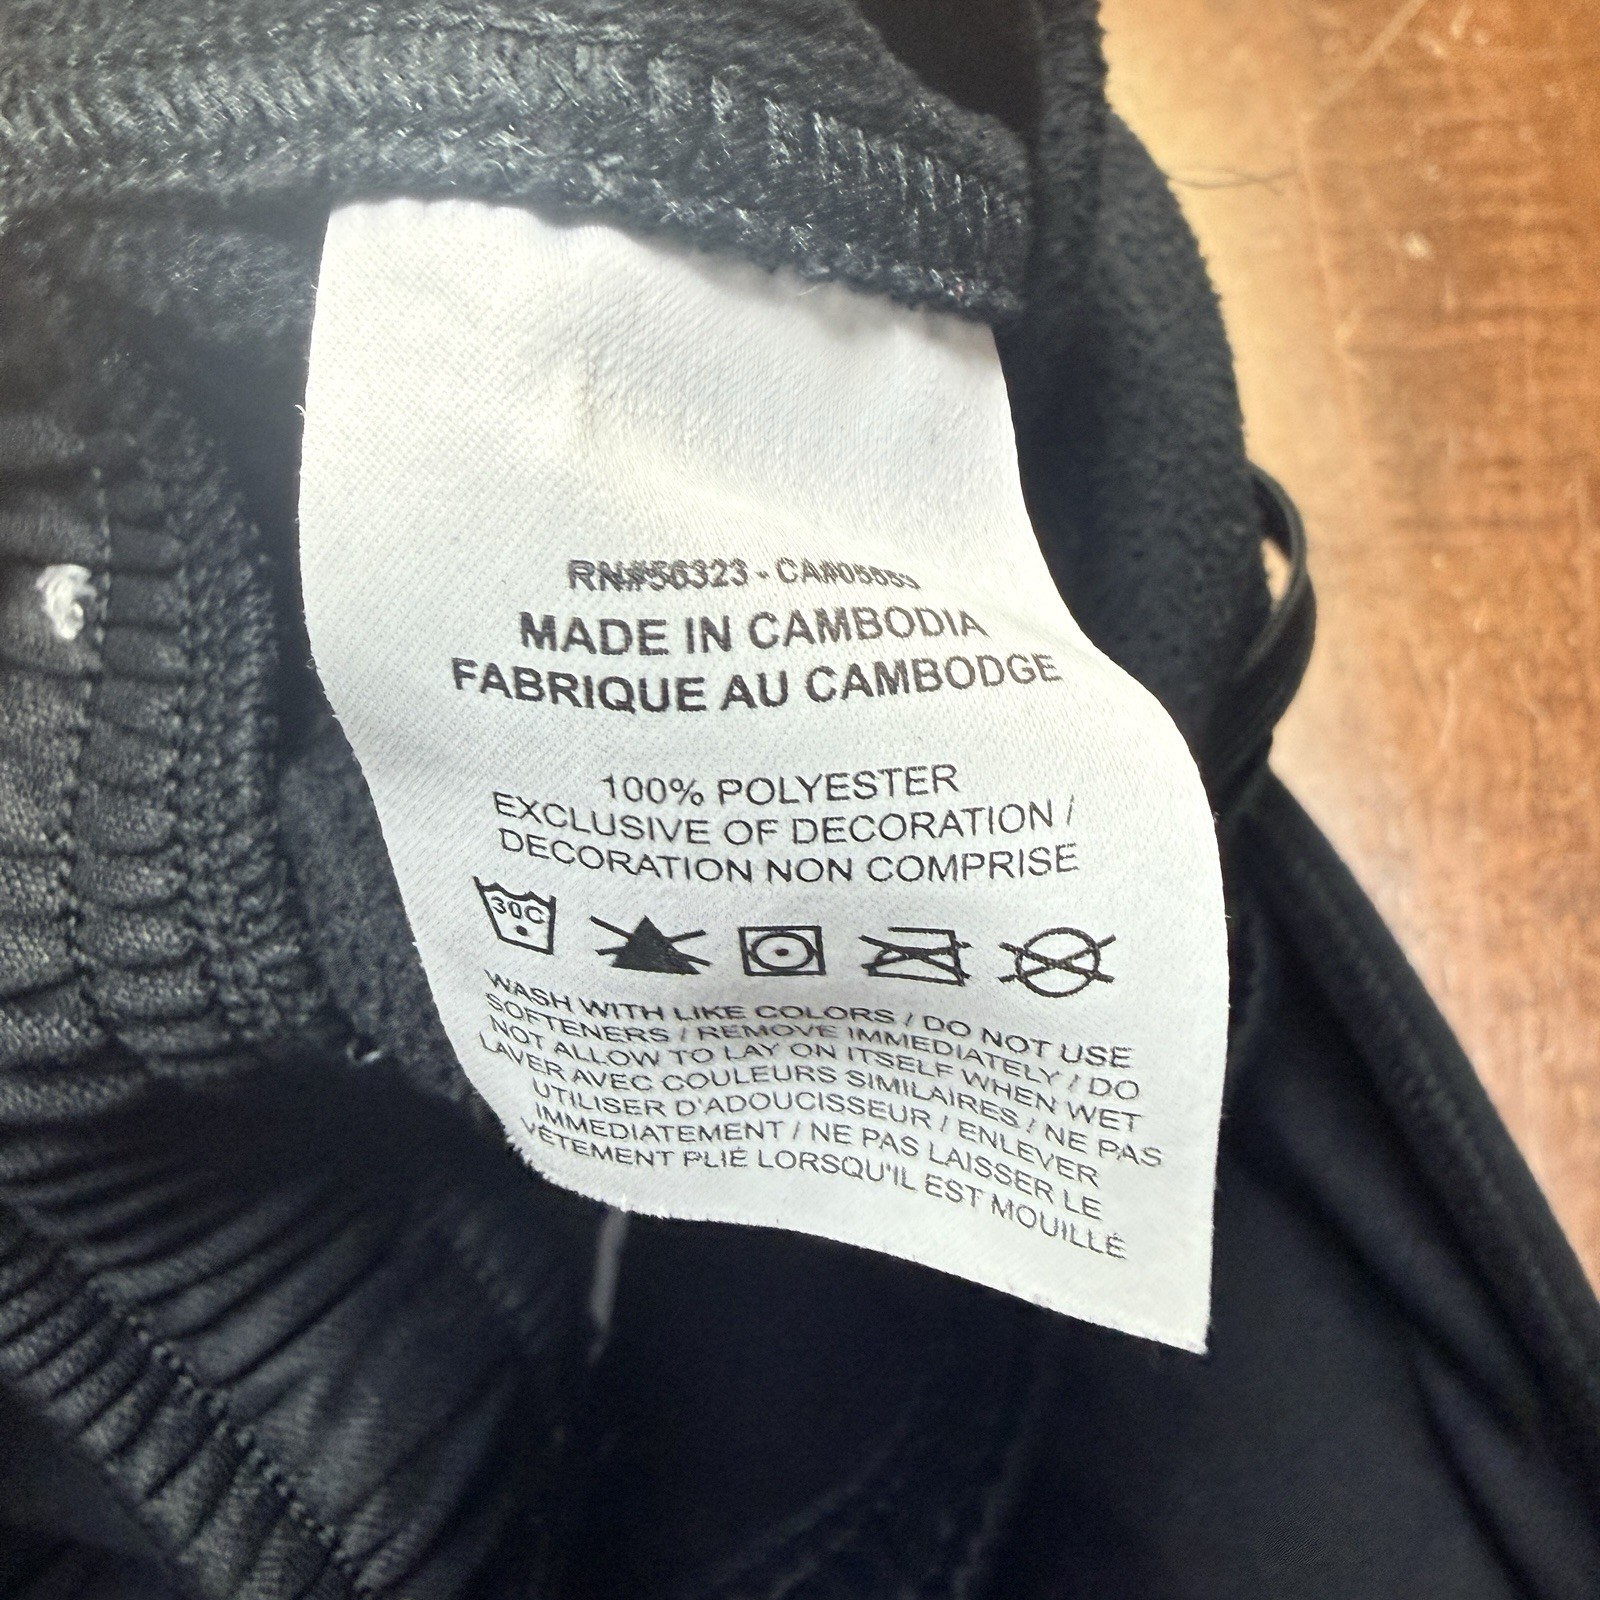 RN#56323 - CA#05553
MADE IN CAMBODIA
FABRIQUE AU CAMBODGE
100% POLYESTER
EXCLUSIVE OF DECORATION /
DECORATION NON COMPRISE
30C
WASH WITH LIKE COLORS / DO NOT USE
SOFTENERS / REMOVE IMMEDIATELY / DO
NOT ALLOW TO LAY ON ITSELF WHEN WET
LAVER AVEC COULEURS SIMILAIRES / NE PAS
UTILISER D'ADOUCISSEUR / ENLEVER
IMMEDIATEMENT / NE PAS LAISSER LE
VÊTEMENT PLIÉ LORSQU'IL EST MOUILLÉ